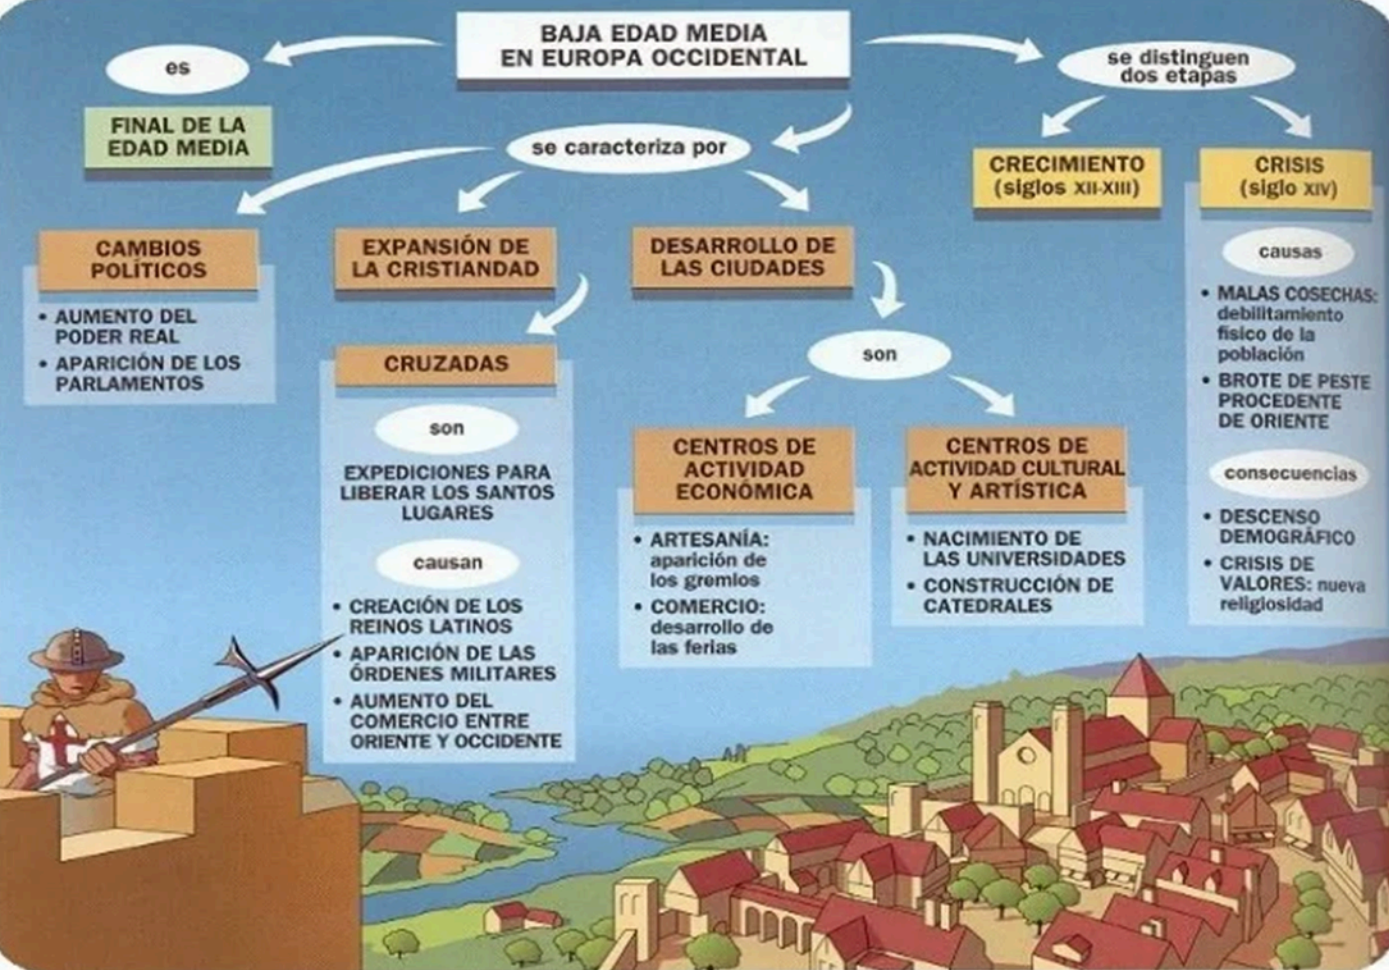 BAJA EDAD MEDIA
EN EUROPA OCCIDENTAL
es
FINAL DE LA
EDAD MEDIA
se caracteriza por
se distinguen
dos etapas
CRECIMIENTO
(siglos XII-XIII)
CRISIS
(siglo XIV)
causas
• MALAS COSECHAS:
debilitamiento
físico de la
población
• BROTE DE PESTE
PROCEDENTE
DE ORIENTE
consecuencias
• DESCENSO
DEMOGRÁFICO
• CRISIS DE
VALORES: nueva
religiosidad
CAMBIOS
POLÍTICOS
• AUMENTO DEL
PODER REAL
• APARICIÓN DE LOS
PARLAMENTOS
EXPANSIÓN DE
LA CRISTIANDAD
CRUZADAS
son
EXPEDICIONES PARA
LIBERAR LOS SANTOS
LUGARES
causan
• CREACIÓN DE LOS
REINOS LATINOS
• APARICIÓN DE LAS
ÓRDENES MILITARES
• AUMENTO DEL
COMERCIO ENTRE
ORIENTE Y OCCIDENTE
DESARROLLO DE
LAS CIUDADES
son
CENTROS DE
ACTIVIDAD
ECONÓMICA
• ARTESANÍA:
aparición de
los gremios
• COMERCIO:
desarrollo de
las ferias
CENTROS DE
ACTIVIDAD CULTURAL
Y ARTÍSTICA
• NACIMIENTO DE
LAS UNIVERSIDADES
• CONSTRUCCIÓN DE
CATEDRALES